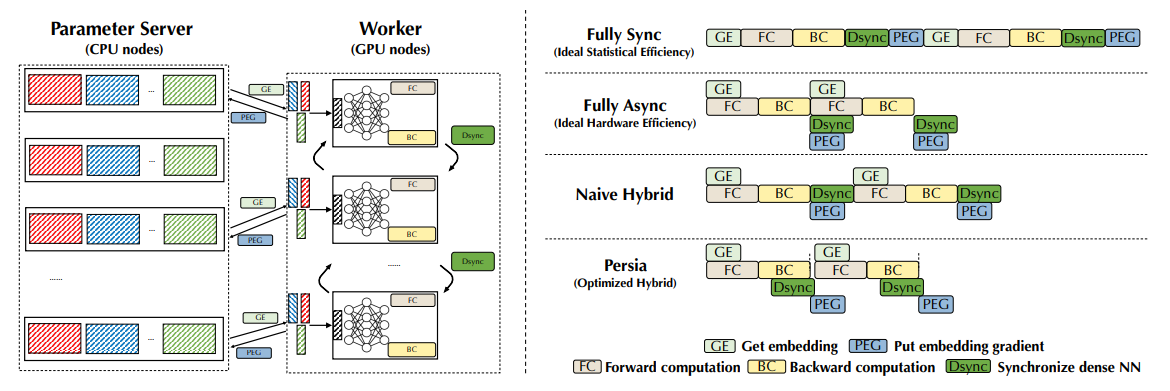 Parameter Server
(CPU nodes)
Worker
(GPU nodes)
...
GE
PEG
FC
BC
Dsync
...
...
GE
PEG
FC
BC
Dsync
......
......
...
GE
PEG
FC
BC
Fully Sync
(Ideal Statistical Efficiency)
GE FC BC Dsync PEG GE FC BC Dsync PEG
Fully Async
(Ideal Hardware Efficiency)
GE GE
FC BC FC BC
Dsync Dsync
PEG PEG
Naive Hybrid
GE GE
FC BC Dsync FC BC Dsync
PEG PEG
Persia
(Optimized Hybrid)
GE GE
FC BC FC BC
Dsync Dsync
PEG PEG
GE Get embedding PEG Put embedding gradient
FC Forward computation BC Backward computation Dsync Synchronize dense NN